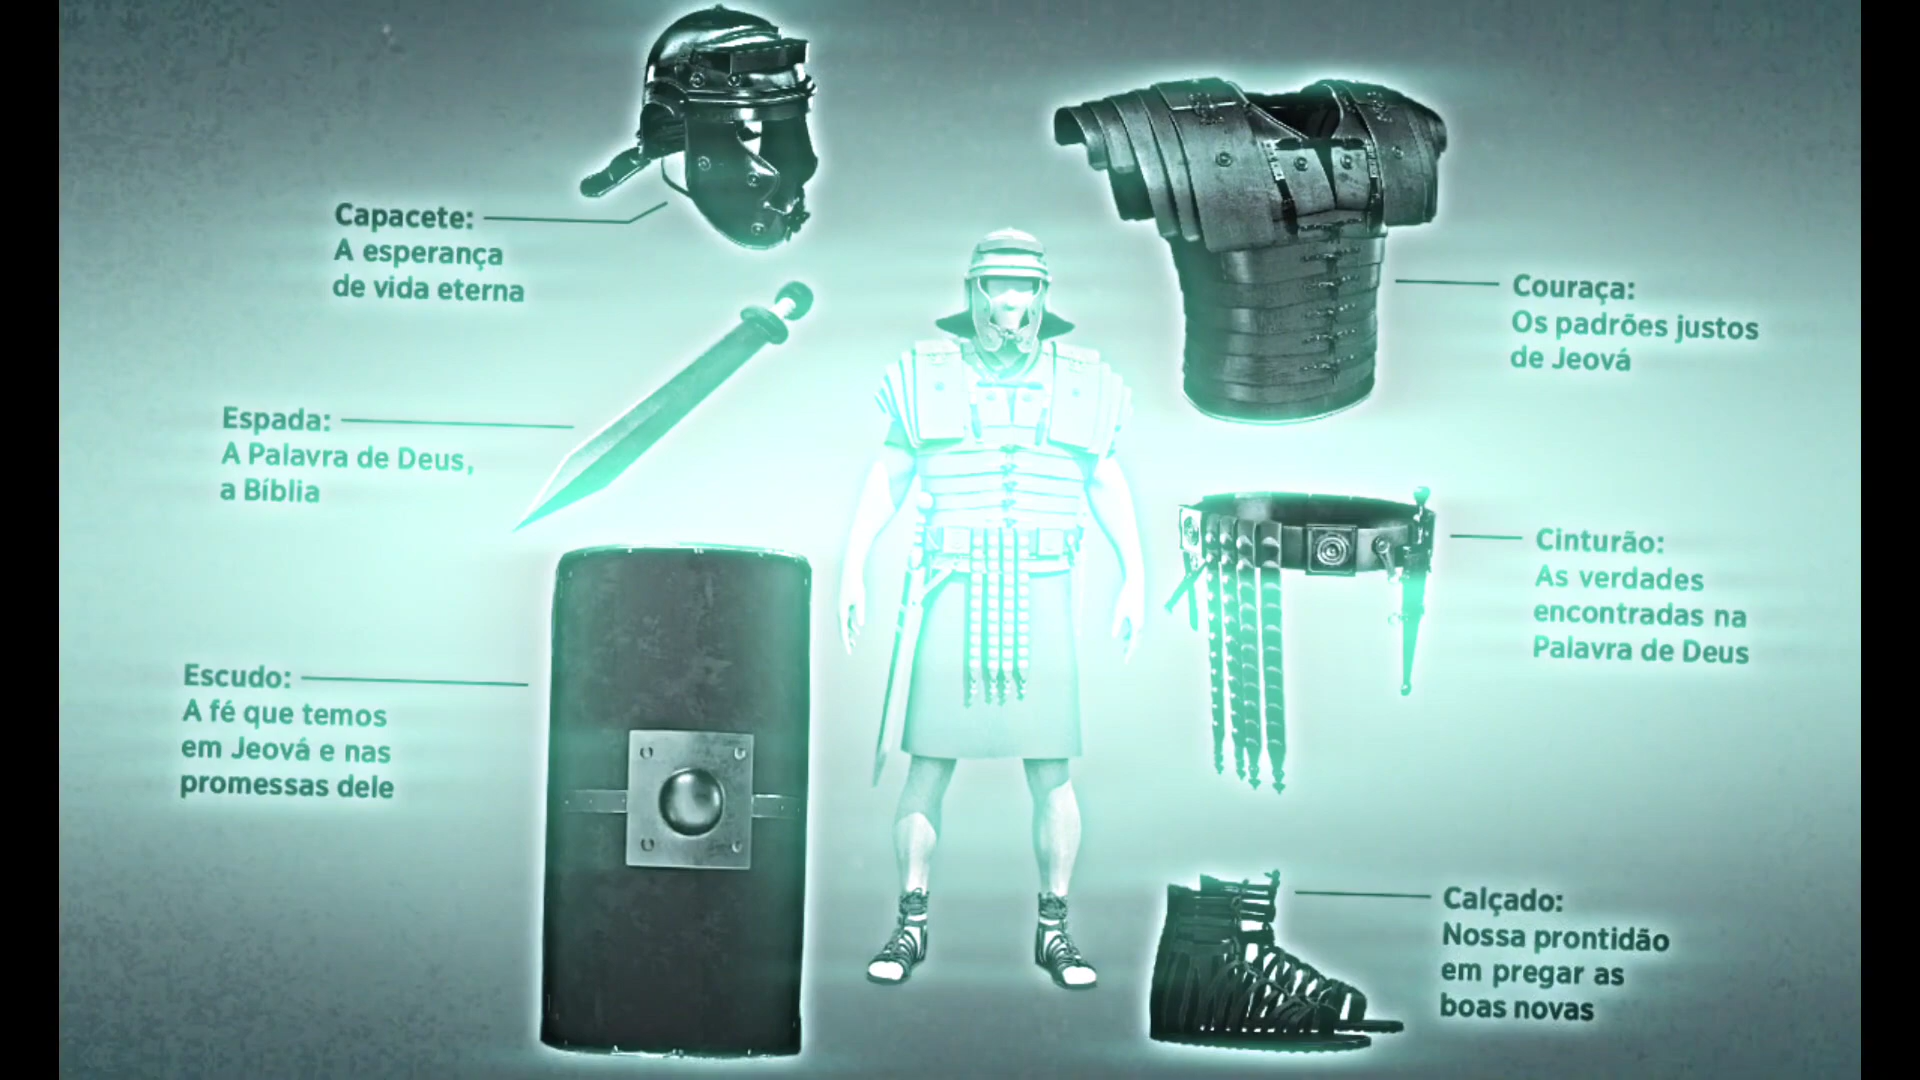 Capacete:
A esperança
de vida eterna
Espada:
A Palavra de Deus,
a Bíblia
Escudo:
A fé que temos
em Jeová e nas
promessas dele
Couraça:
Os padrões justos
de Jeová
Cinturão:
As verdades
encontradas na
Palavra de Deus
Calçado:
Nossa prontidão
em pregar as
boas novas